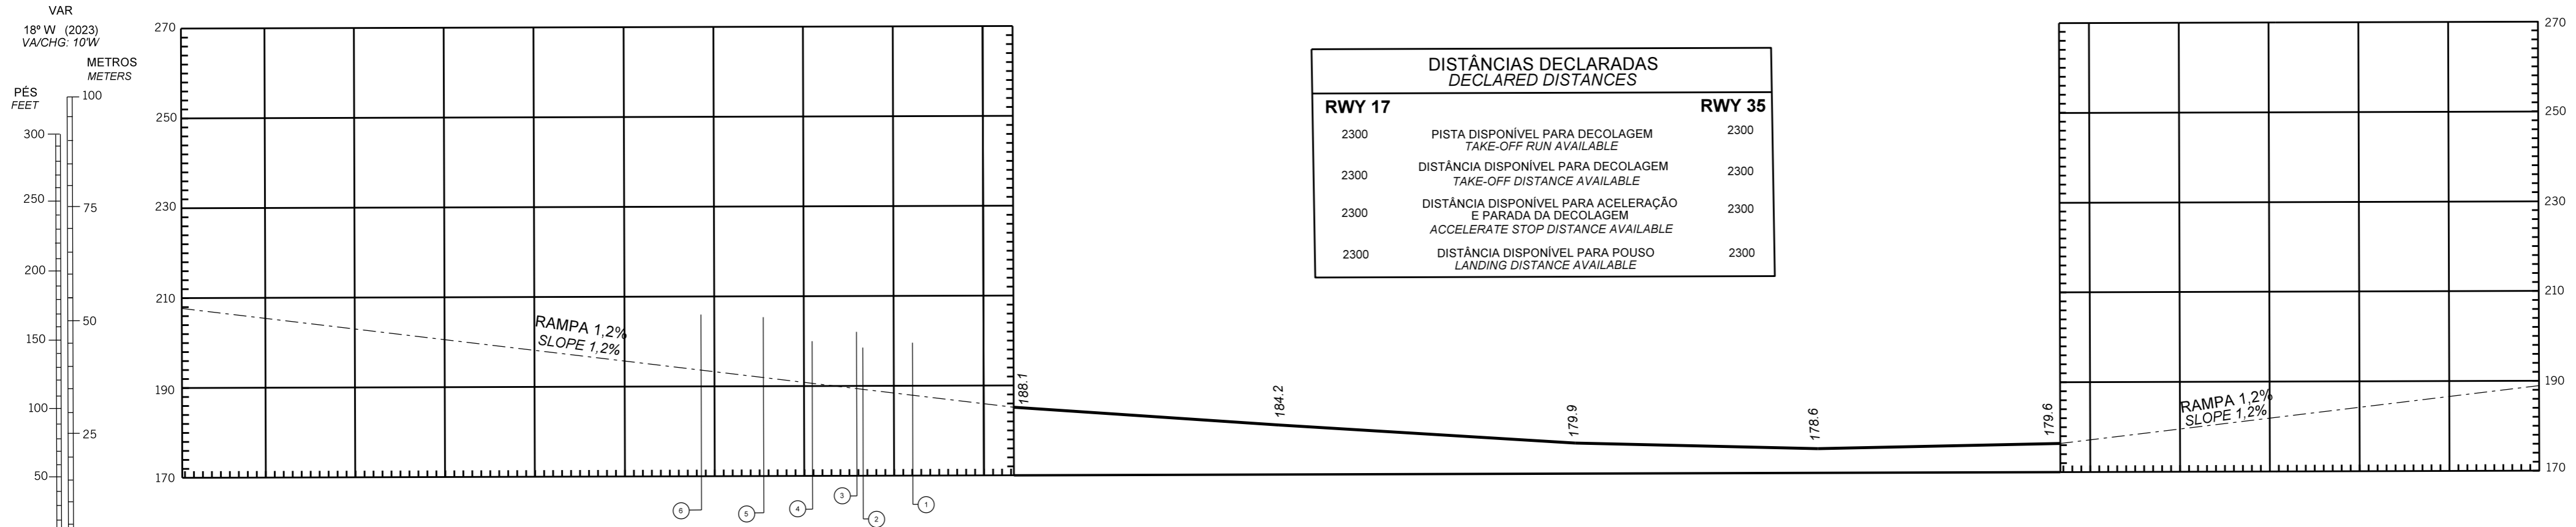 VAR
18º W (2023)
VA/CHG: 10'W
METROS
METERS
PÉS
FEET
100
300
250
75
200
50
150
100
25
50
270
250
230
210
190
170
RAMPA 1,2%
SLOPE 1,2%
6
5
4
3
2
1
188.1
184.2
179.9
178.6
179.6
DISTÂNCIAS DECLARADAS
DECLARED DISTANCES
RWY 17 RWY 35
2300 PISTA DISPONÍVEL PARA DECOLAGEM 2300
TAKE-OFF RUN AVAILABLE
2300 DISTÂNCIA DISPONÍVEL PARA DECOLAGEM 2300
TAKE-OFF DISTANCE AVAILABLE
2300 DISTÂNCIA DISPONÍVEL PARA ACELERAÇÃO 2300
E PARADA DA DECOLAGEM
ACCELERATE STOP DISTANCE AVAILABLE
2300 DISTÂNCIA DISPONÍVEL PARA POUSO 2300
LANDING DISTANCE AVAILABLE
RAMPA 1,2%
SLOPE 1,2%
270
250
230
210
190
170